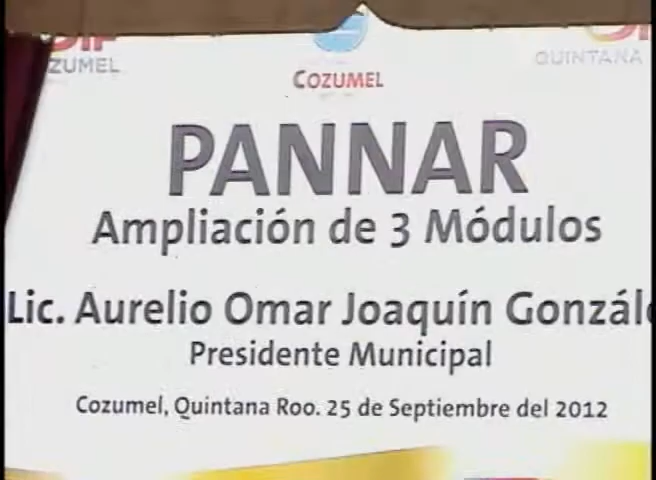 DIF
COZUMEL
COZUMEL
QUINTANA
PANNAR
Ampliación de 3 Módulos
Lic. Aurelio Omar Joaquín Gonzál
Presidente Municipal
Cozumel, Quintana Roo. 25 de Septiembre del 2012